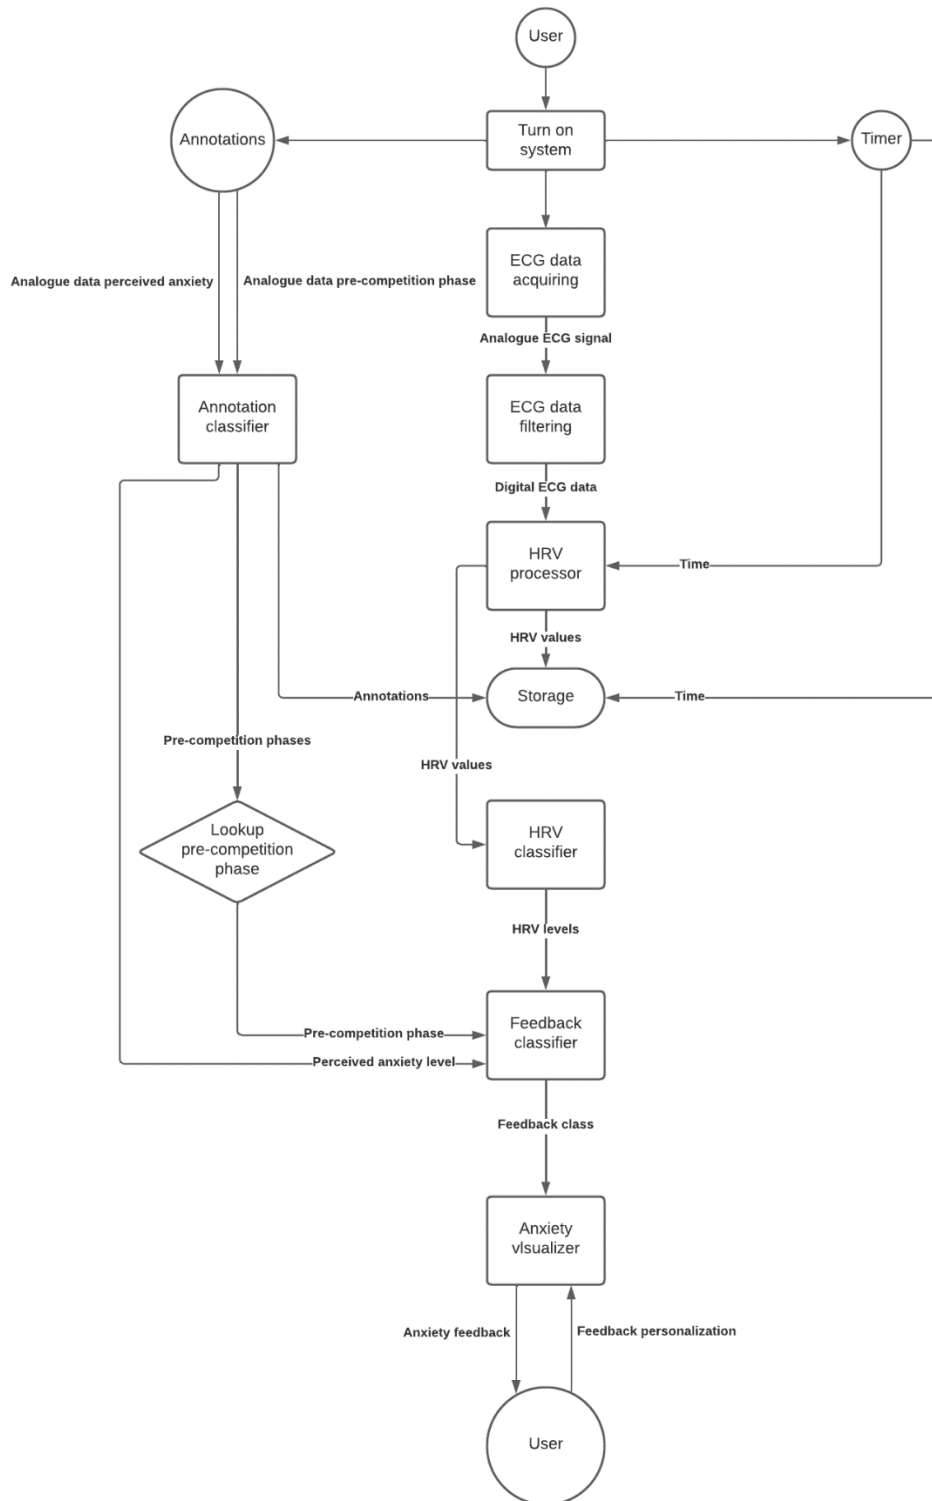 User
Turn on
system
Annotations
Timer
ECG data
acquiring
Analogue data perceived anxiety
Analogue data pre-competition phase
Analogue ECG signal
Annotation
classifier
ECG data
filtering
Digital ECG data
HRV
processor
Time
HRV values
Annotations
Storage
Time
Pre-competition phases
HRV values
Lookup
pre-competition
phase
HRV
classifier
HRV levels
Pre-competition phase
Perceived anxiety level
Feedback
classifier
Feedback class
Anxiety
vIsualizer
Anxiety feedback
Feedback personalization
User